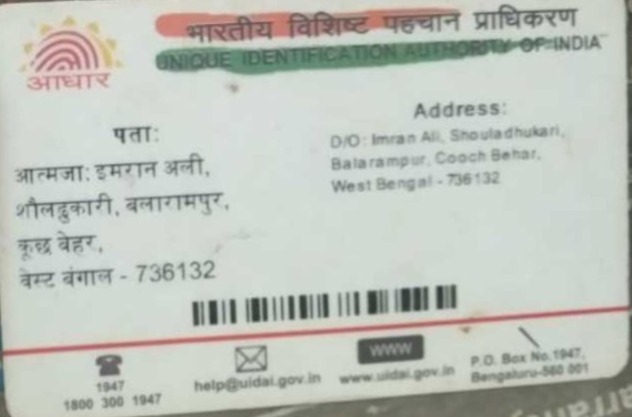 भारतीय विशिष्ट पहचान प्राधिकरण
UNIQUE IDENTIFICATION AUTHORITY OF INDIA
आधार
पता:
आत्मजा: इमरान अली,
शौलद्रुकारी, बलारामपुर,
कूछ बेहर,
वेस्ट बंगाल - 736132
Address:
D/O: Imran Ali, Shouladhukari,
Balarampur, Cooch Behar,
West Bengal - 736132
1947
1800 300 1947
help@uidai.gov.in
WWW
www.uidai.gov.in
P.O. Box No.1947,
Bengaluru-560 001